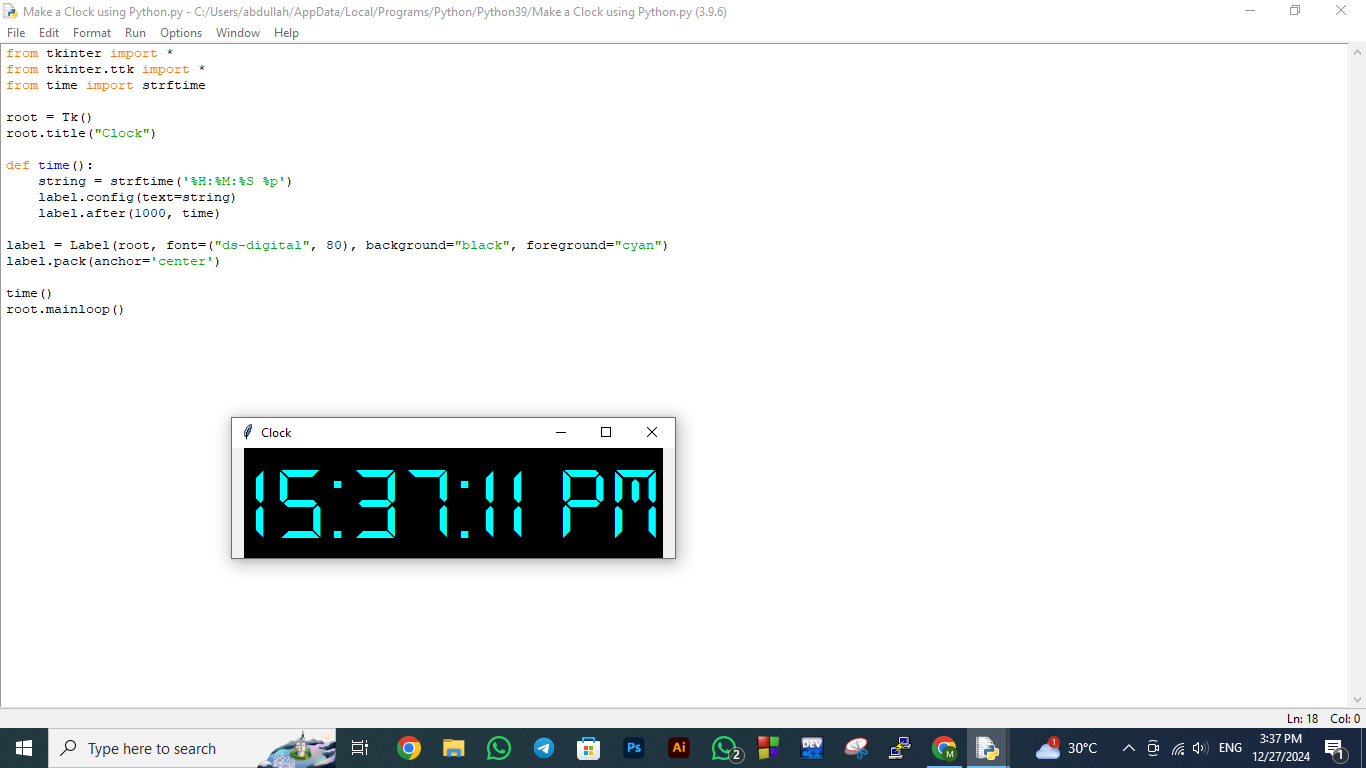 Make a Clock using Python.py - C:/Users/abdullah/AppData/Local/Programs/Python/Python39/Make a Clock using Python.py (3.9.6)
File Edit Format Run Options Window Help
from tkinter import *
from tkinter.ttk import *
from time import strftime
root = Tk()
root.title("Clock")
def time():
    string = strftime('%H:%M:%S %p')
    label.config(text=string)
    label.after(1000, time)
label = Label(root, font=("ds-digital", 80), background="black", foreground="cyan")
label.pack(anchor='center')
time()
root.mainloop()
Clock
15:37:11 PM
Ln: 18 Col: 0
Type here to search
Ps
Ai
2
DEV
M
1
30°C
ENG
3:37 PM
12/27/2024
1